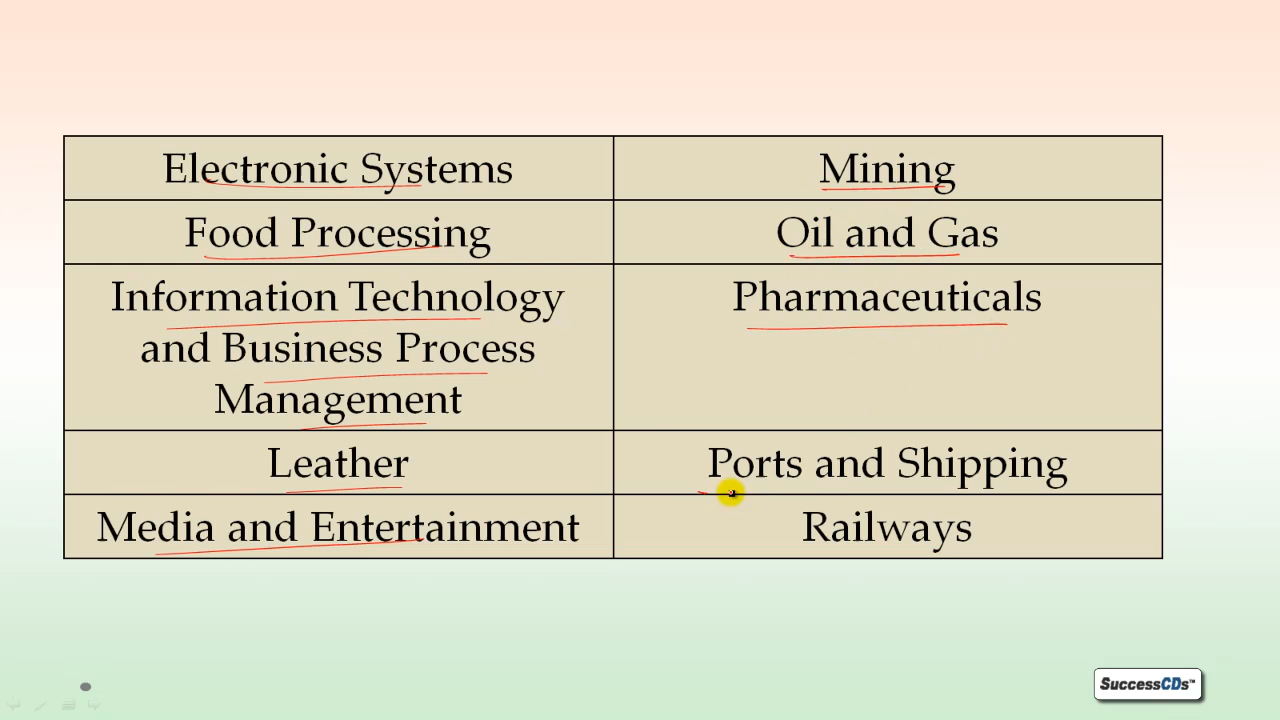 Electronic Systems
Mining
Food Processing
Oil and Gas
Information Technology
and Business Process
Management
Pharmaceuticals
Leather
Ports and Shipping
Media and Entertainment
Railways
SuccessCDs™